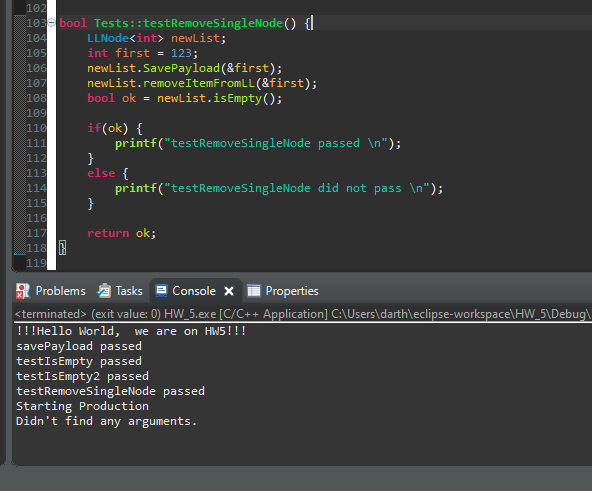 102
103 bool Tests::testRemoveSingleNode() {
104 LLNode<int> newList;
105 int first = 123;
106 newList.SavePayload(&first);
107 newList.removeItemFromLL(&first);
108 bool ok = newList.isEmpty();
109
110 if(ok) {
111 printf("testRemoveSingleNode passed \n");
112 }
113 else {
114 printf("testRemoveSingleNode did not pass \n");
115 }
116
117 return ok;
118 }
119
Problems Tasks Console Properties
<terminated> (exit value: 0) HW_5.exe [C/C++ Application] C:\Users\darth\eclipse-workspace\HW_5\Debug\
!!!Hello World, we are on HW5!!!
savePayload passed
testIsEmpty passed
testIsEmpty2 passed
testRemoveSingleNode passed
Starting Production
Didn't find any arguments.